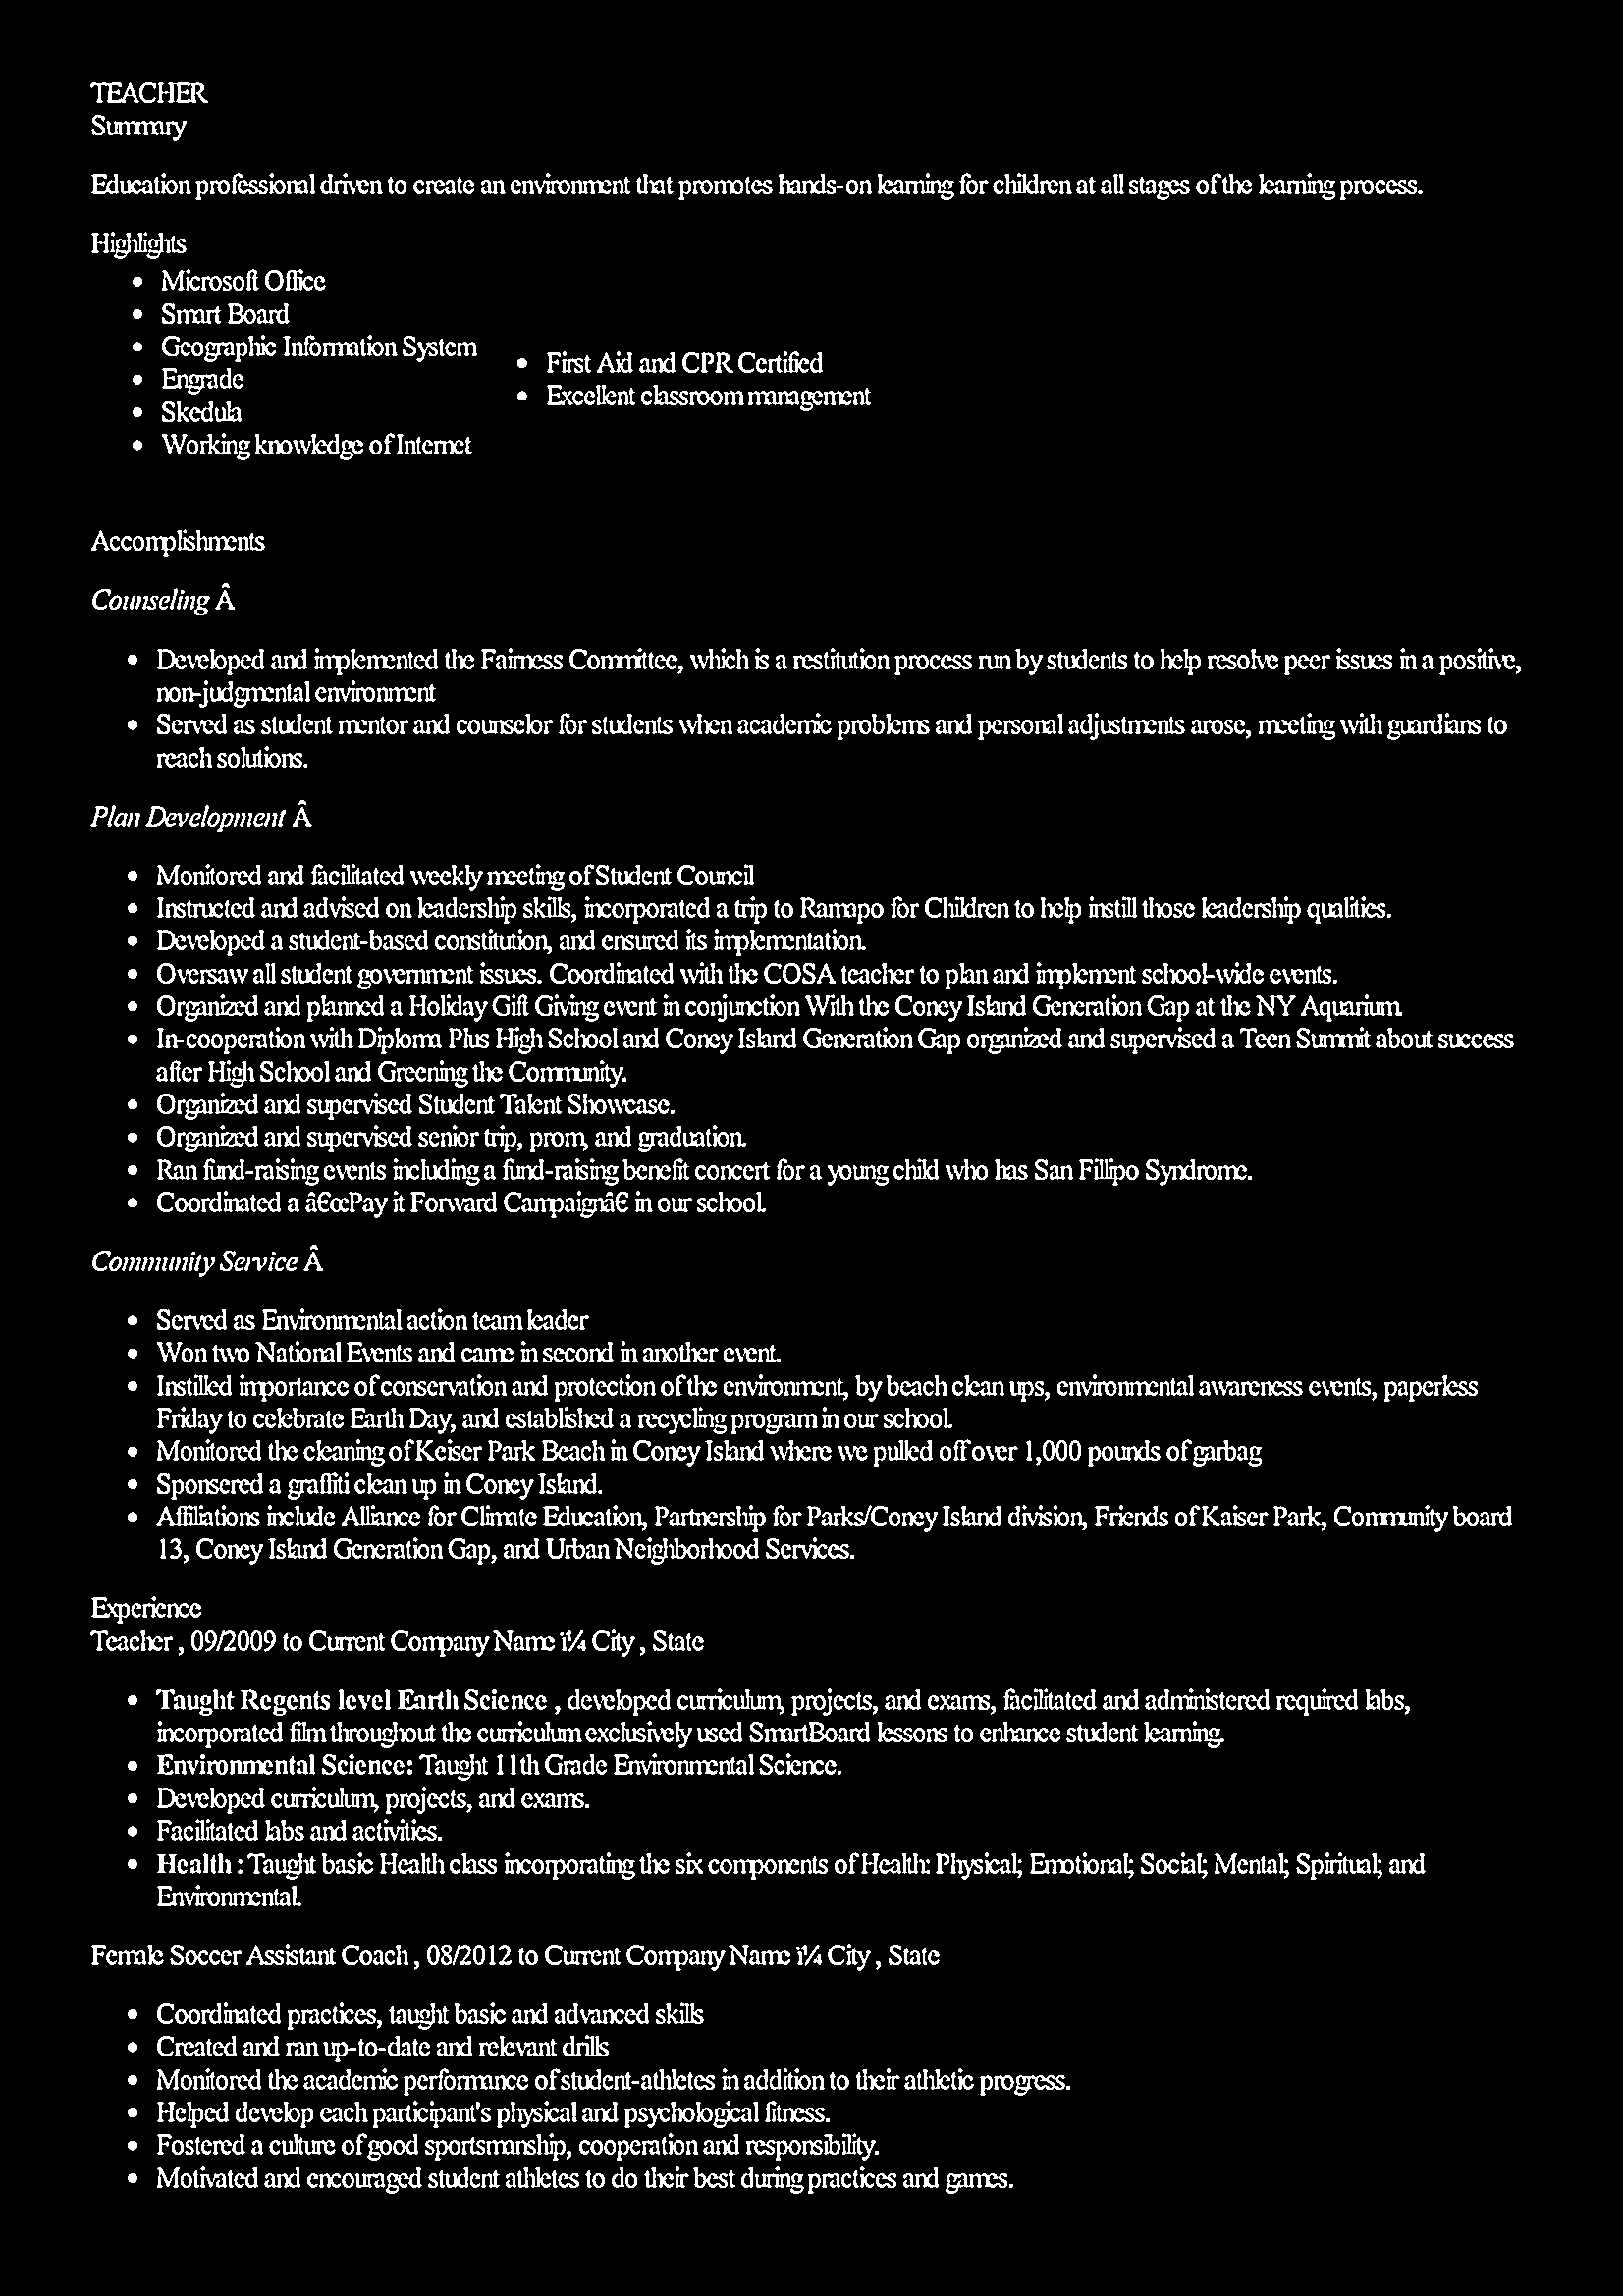 TEACHER
Summary
Education professional driven to create an environment that promotes hands-on learning for children at all stages of the learning process.
Highlights
• Microsoft Office
• Smart Board
• Geographic Information System
• Engrade
• Skedula
• Working knowledge of Internet
• First Aid and CPR Certified
• Excellent classroom management
Accomplishments
Counseling Â
• Developed and implemented the Fairness Committee, which is a restitution process run by students to help resolve peer issues in a positive,
non-judgmental environment
• Served as student mentor and counselor for students when academic problems and personal adjustments arose, meeting with guardians to
reach solutions.
Plan Development Â
• Monitored and facilitated weekly meeting of Student Council
• Instructed and advised on leadership skills, incorporated a trip to Ramapo for Children to help instill those leadership qualities.
• Developed a student-based constitution, and ensured its implementation.
• Oversaw all student government issues. Coordinated with the COSA teacher to plan and implement school-wide events.
• Organized and planned a Holiday Gift Giving event in conjunction With the Coney Island Generation Gap at the NY Aquarium.
• In-cooperation with Diploma Plus High School and Coney Island Generation Gap organized and supervised a Teen Summit about success
after High School and Greening the Community.
• Organized and supervised Student Talent Showcase.
• Organized and supervised senior trip, prom, and graduation.
• Ran fund-raising events including a fund-raising benefit concert for a young child who has San Fillipo Syndrome.
• Coordinated a â€œPay it Forward Campaignâ€ in our school.
Community Service Â
• Served as Environmental action team leader
• Won two National Events and came in second in another event.
• Instilled importance of conservation and protection of the environment, by beach clean ups, environmental awareness events, paperless
Friday to celebrate Earth Day, and established a recycling program in our school.
• Monitored the cleaning of Keiser Park Beach in Coney Island where we pulled off over 1,000 pounds of garbag
• Sponsered a graffiti clean up in Coney Island.
• Affiliations include Alliance for Climate Education, Partnership for Parks/Coney Island division, Friends of Kaiser Park, Community board
13, Coney Island Generation Gap, and Urban Neighborhood Services.
Experience
Teacher , 09/2009 to Current Company Name ï¼ City , State
• Taught Regents level Earth Science , developed curriculum, projects, and exams, facilitated and administered required labs,
incorporated film throughout the curriculum exclusively used SmartBoard lessons to enhance student learning.
• Environmental Science: Taught 11th Grade Environmental Science.
• Developed curriculum, projects, and exams.
• Facilitated labs and activities.
• Health : Taught basic Health class incorporating the six components of Health: Physical; Emotional; Social; Mental; Spiritual; and
Environmental.
Female Soccer Assistant Coach , 08/2012 to Current Company Name ï¼ City , State
• Coordinated practices, taught basic and advanced skills
• Created and ran up-to-date and relevant drills
• Monitored the academic performance of student-athletes in addition to their athletic progress.
• Helped develop each participant's physical and psychological fitness.
• Fostered a culture of good sportsmanship, cooperation and responsibility.
• Motivated and encouraged student athletes to do their best during practices and games.